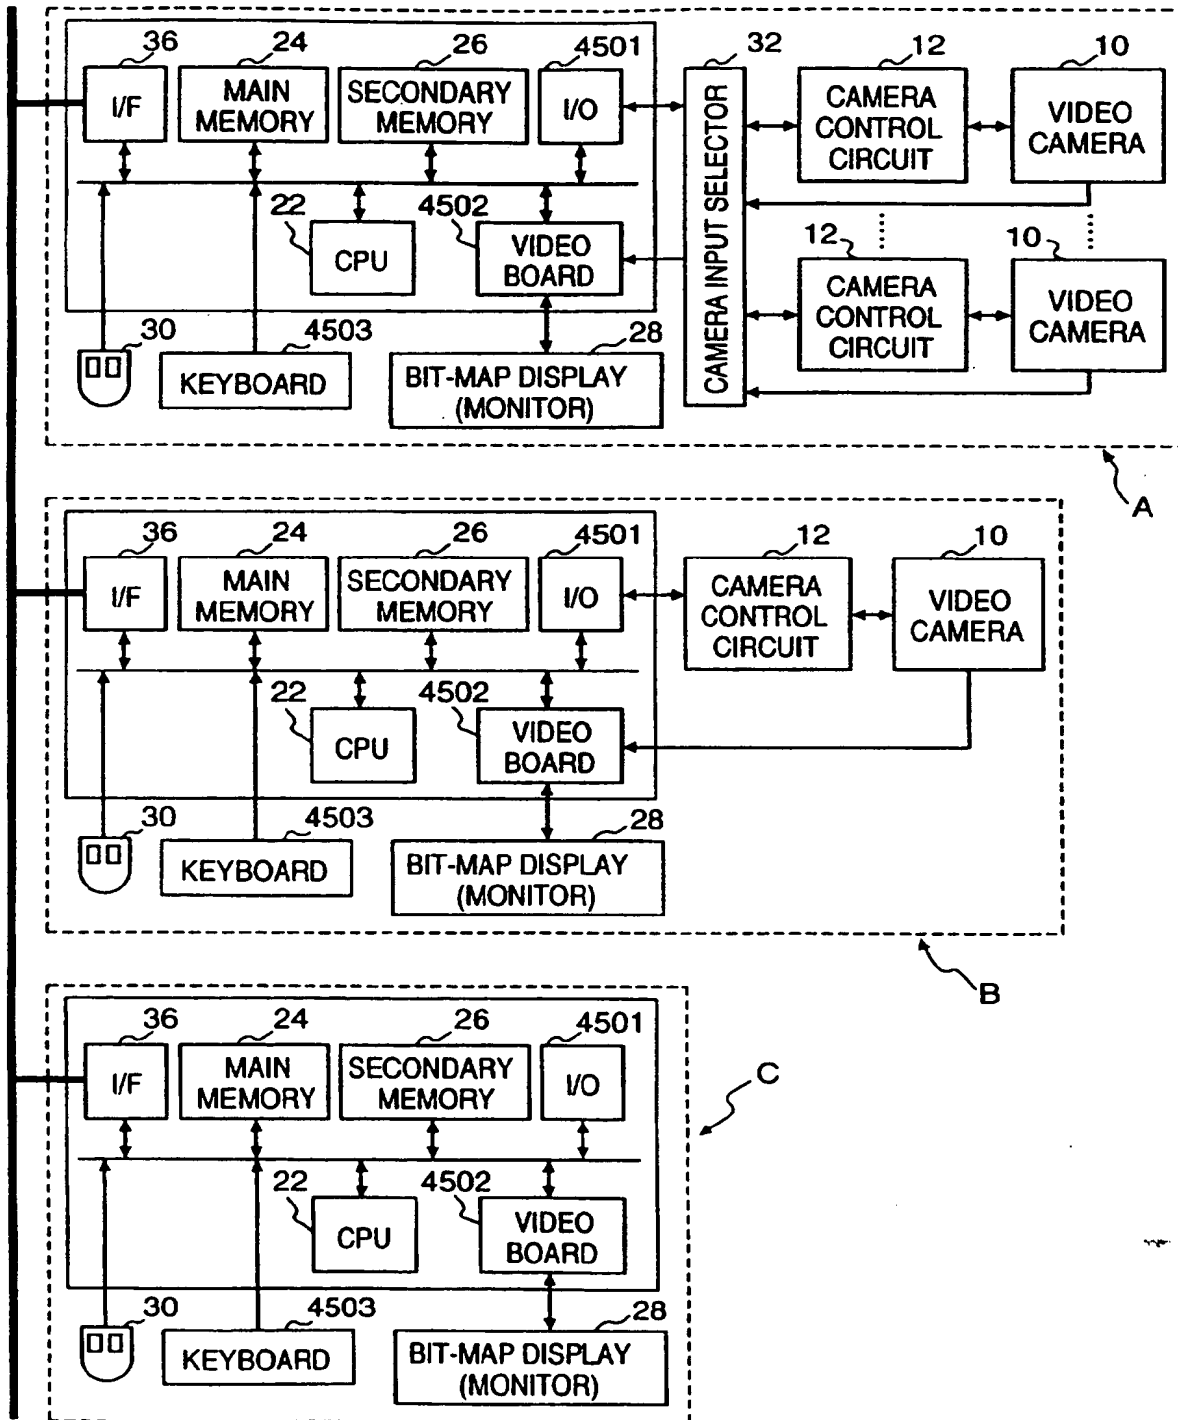 36 24 26 4501 32 12 10
I/F
MAIN
MEMORY
SECONDARY
MEMORY
I/O
CAMERA INPUT SELECTOR
CAMERA
CONTROL
CIRCUIT
VIDEO
CAMERA
22
CPU
4502
VIDEO
BOARD
12 10
CAMERA
CONTROL
CIRCUIT
VIDEO
CAMERA
30
4503
KEYBOARD
28
BIT-MAP DISPLAY
(MONITOR)
A
36 24 26 4501 12 10
I/F
MAIN
MEMORY
SECONDARY
MEMORY
I/O
CAMERA
CONTROL
CIRCUIT
VIDEO
CAMERA
22
CPU
4502
VIDEO
BOARD
30
4503
KEYBOARD
28
BIT-MAP DISPLAY
(MONITOR)
B
36 24 26 4501
I/F
MAIN
MEMORY
SECONDARY
MEMORY
I/O
C
22
CPU
4502
VIDEO
BOARD
30
4503
KEYBOARD
28
BIT-MAP DISPLAY
(MONITOR)